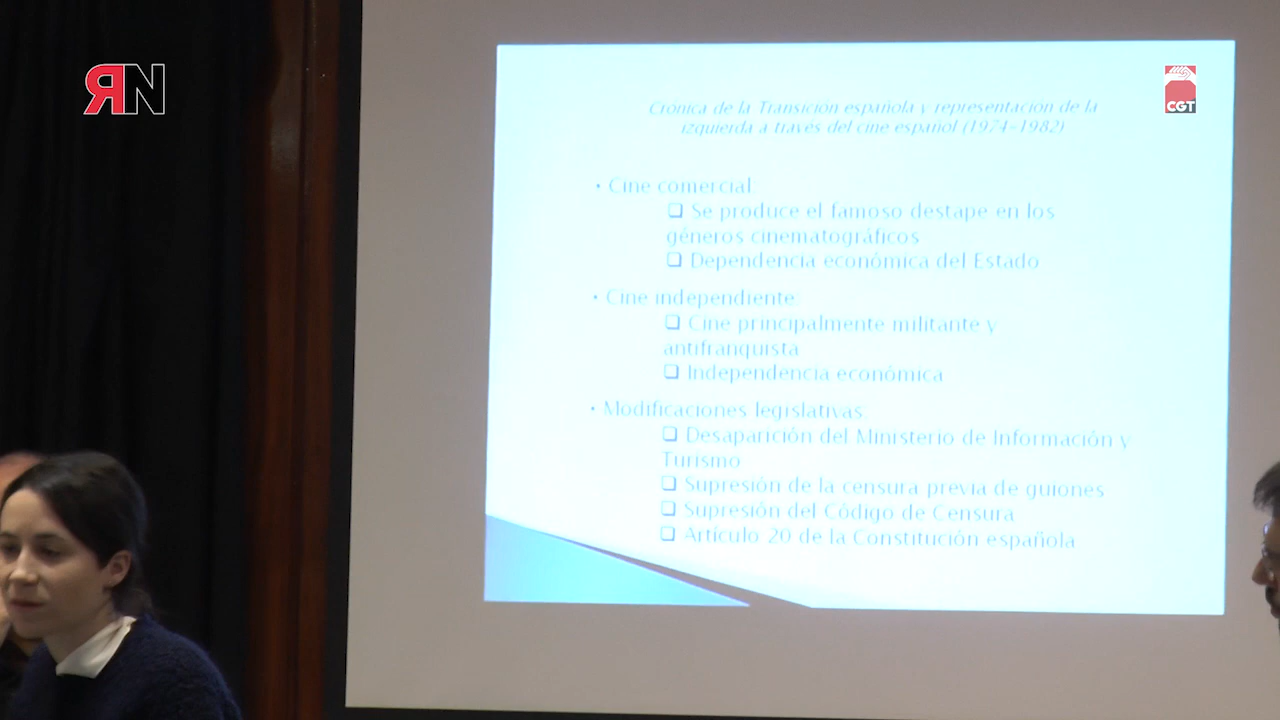 RN
CGT
Crónica de la Transición española y representación de la
izquierda a través del cine español (1974-1982)
• Cine comercial:
❑ Se produce el famoso destape en los
géneros cinematográficos
❑ Dependencia económica del Estado
• Cine independiente:
❑ Cine principalmente militante y
antifranquista
❑ Independencia económica
• Modificaciones legislativas:
❑ Desaparición del Ministerio de Información y
Turismo
❑ Supresión de la censura previa de guiones
❑ Supresión del Código de Censura
❑ Artículo 20 de la Constitución española